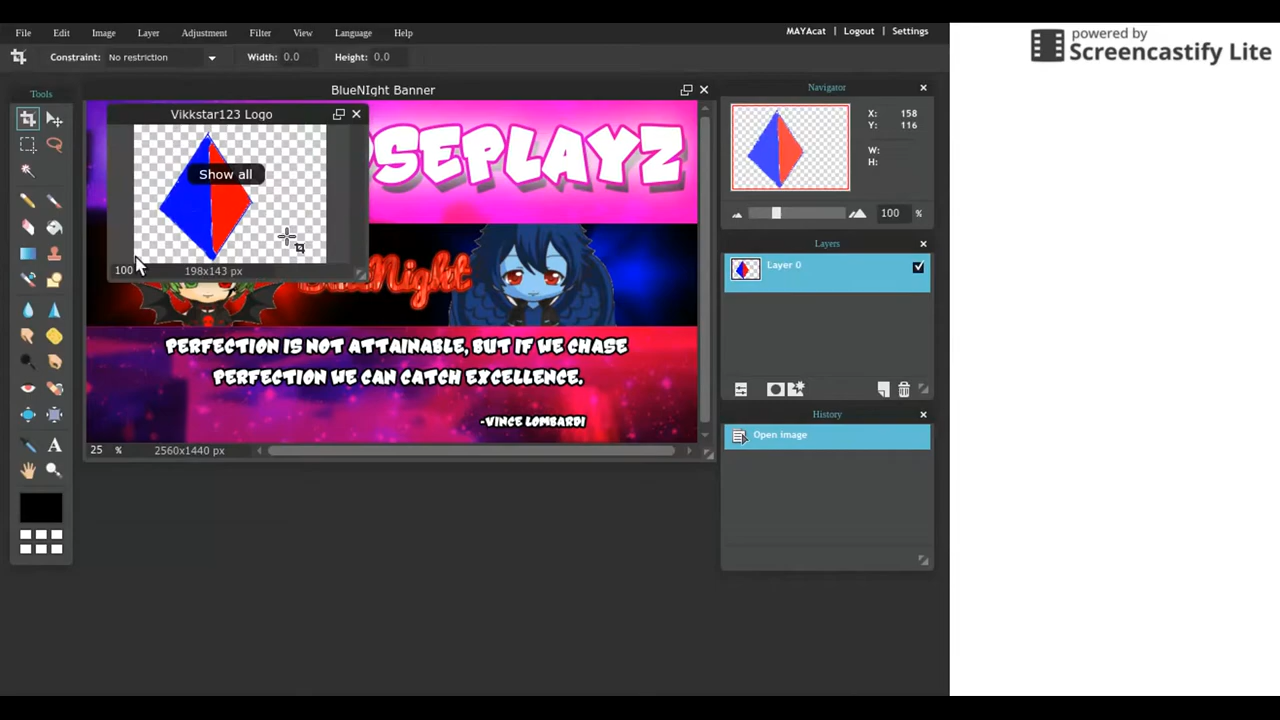 File Edit Image Layer Adjustment Filter View Language Help
MAYAcat | Logout | Settings
powered by
Screencastify Lite
Constraint: No restriction Width: 0.0 Height: 0.0
Tools
BlueNIght Banner
Vikkstar123 Logo
Show all
100
198x143 px
PSEPLAYZ
Night
PERFECTION IS NOT ATTAINABLE, BUT IF WE CHASE
PERFECTION WE CAN CATCH EXCELLENCE.
-VINCE LOMBARDI
25 % 2560x1440 px
Navigator
X: 158
Y: 116
W:
H:
100 %
Layers
Layer 0
History
Open image
A